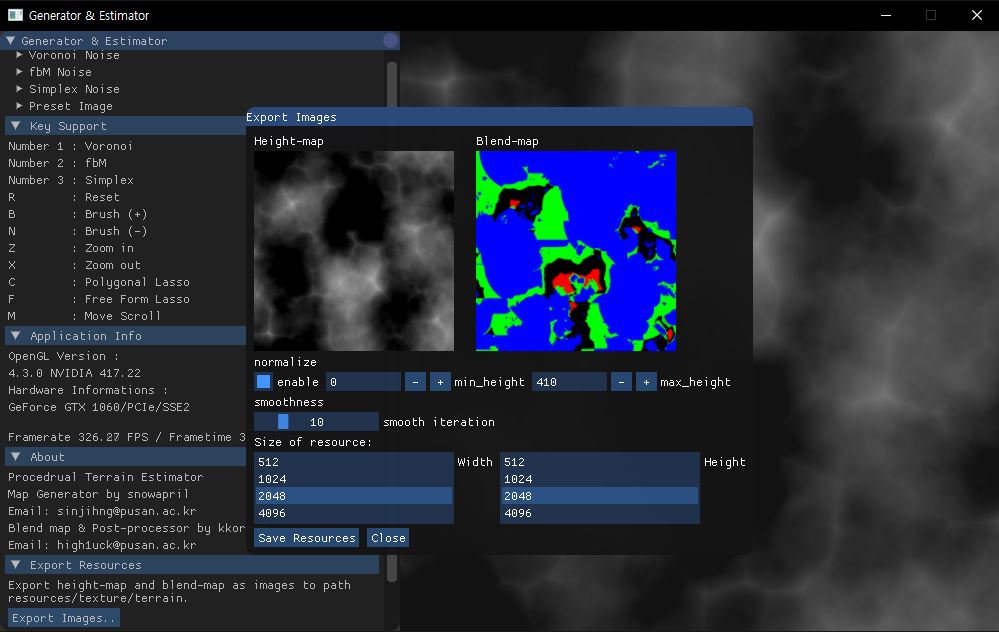 Generator & Estimator
Generator & Estimator
Voronoi Noise
fbM Noise
Simplex Noise
Preset Image
Key Support
Number 1 : Voronoi
Number 2 : fbM
Number 3 : Simplex
R : Reset
B : Brush (+)
N : Brush (-)
Z : Zoom in
X : Zoom out
C : Polygonal Lasso
F : Free Form Lasso
M : Move Scroll
Application Info
OpenGL Version :
4.3.0 NVIDIA 417.22
Hardware Informations :
GeForce GTX 1060/PCIe/SSE2
Framerate 326.27 FPS / Frametime 3
About
Procedrual Terrain Estimator
Map Generator by snowapril
Email: sinjihng@pusan.ac.kr
Blend map & Post-processor by kkor
Email: high1uck@pusan.ac.kr
Export Resources
Export height-map and blend-map as images to path
resources/texture/terrain.
Export Images..
Export Images
Height-map Blend-map
normalize
enable 0 - + min_height 410 - + max_height
smoothness
10 smooth iteration
Size of resource:
512 Width 512 Height
1024 1024
2048 2048
4096 4096
Save Resources Close